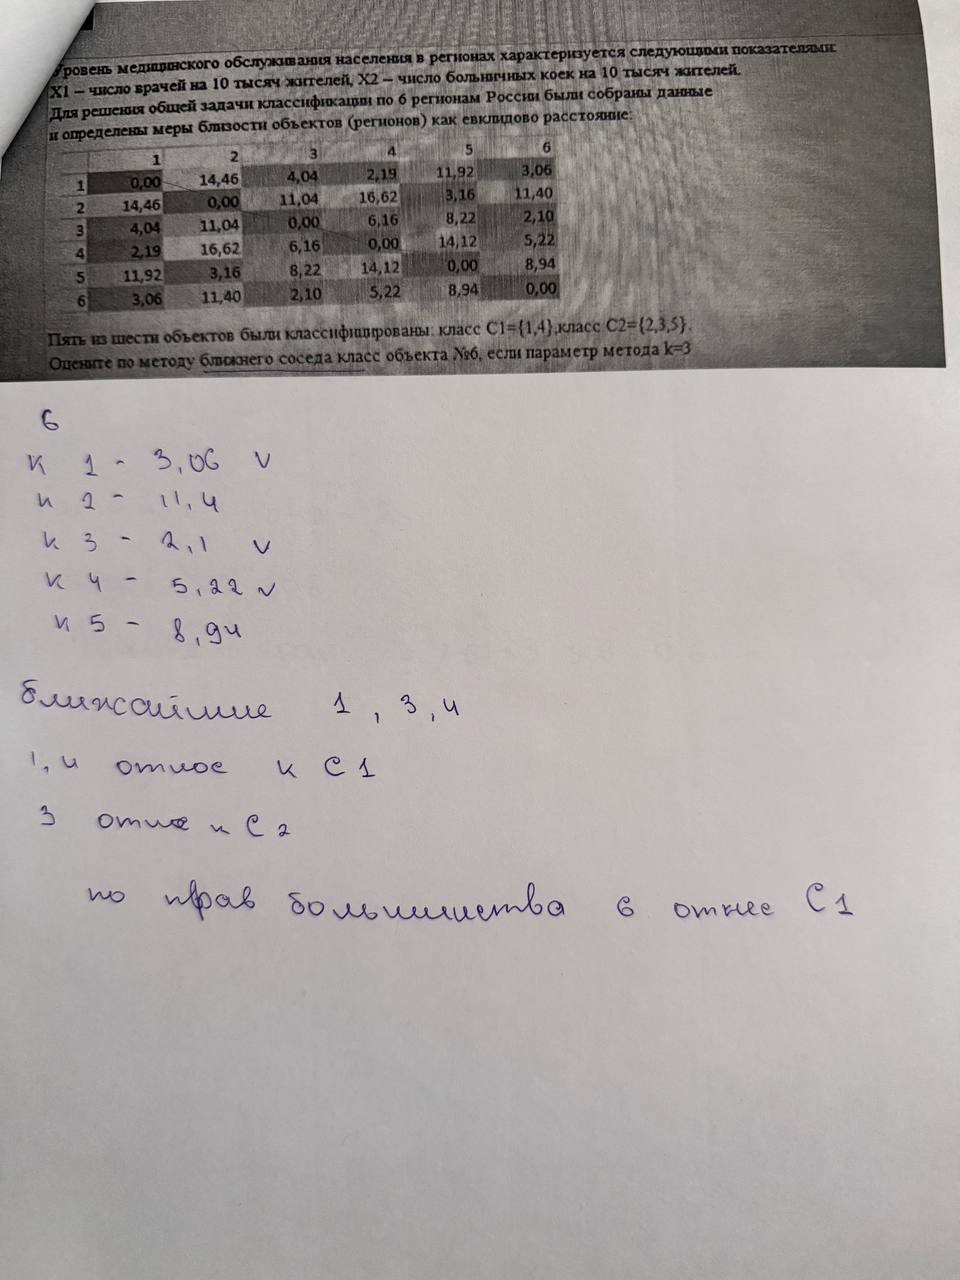 Уровень медицинского обслуживания населения в регионах характеризуется следующими показателями:
X1 – число врачей на 10 тысяч жителей, X2 – число больничных коек на 10 тысяч жителей.
Для решения общей задачи классификации по 6 регионам России были собраны данные
и определены меры близости объектов (регионов) как евклидово расстояние:
1 2 3 4 5 6
1 0,00 14,46 4,04 2,19 11,92 3,06
2 14,46 0,00 11,04 16,62 3,16 11,40
3 4,04 11,04 0,00 6,16 8,22 2,10
4 2,19 16,62 6,16 0,00 14,12 5,22
5 11,92 3,16 8,22 14,12 0,00 8,94
6 3,06 11,40 2,10 5,22 8,94 0,00
Пять из шести объектов были классифицированы: класс C1={1,4},класс C2={2,3,5}.
Оцените по методу ближнего соседа класс объекта №6, если параметр метода k=3
6
к 1 - 3,06 v
к 2 - 11,4
к 3 - 2,1 v
к 4 - 5,22 v
к 5 - 8,94
ближайшие 1, 3, 4
1, 4 относ к C1
3 относ к C2
по прав большинства 6 отнес C1